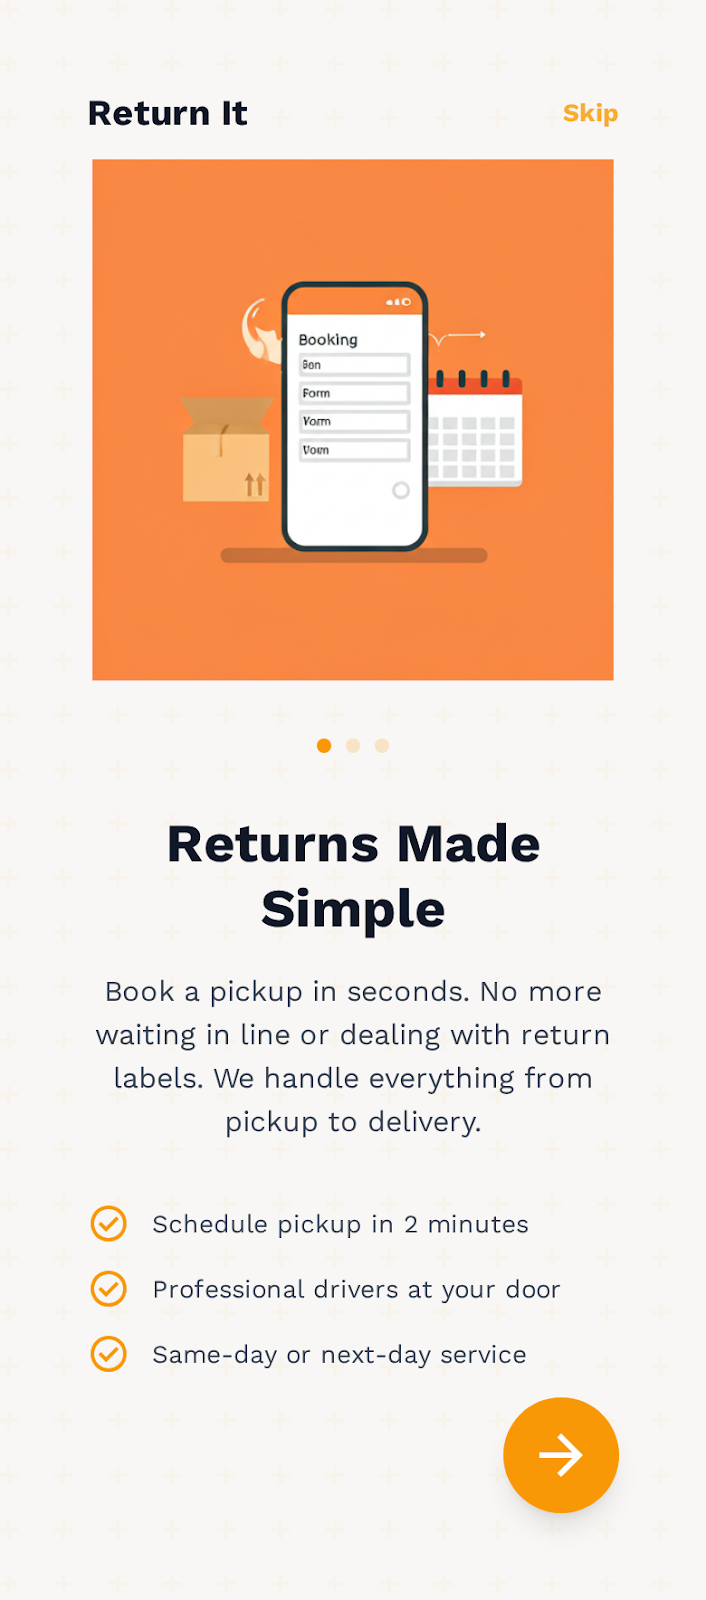 Return It
Skip
Booking
Form
Vorm
Returns Made
Simple
Book a pickup in seconds. No more
waiting in line or dealing with return
labels. We handle everything from
pickup to delivery.
Schedule pickup in 2 minutes
Professional drivers at your door
Same-day or next-day service